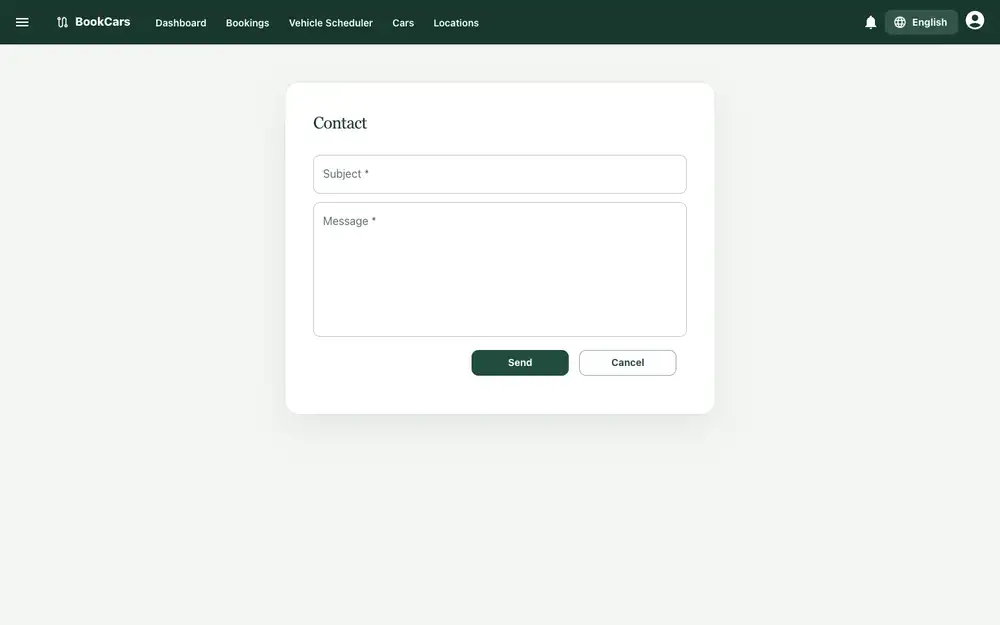 BookCars Dashboard Bookings Vehicle Scheduler Cars Locations English
Contact
Subject *
Message *
Send Cancel